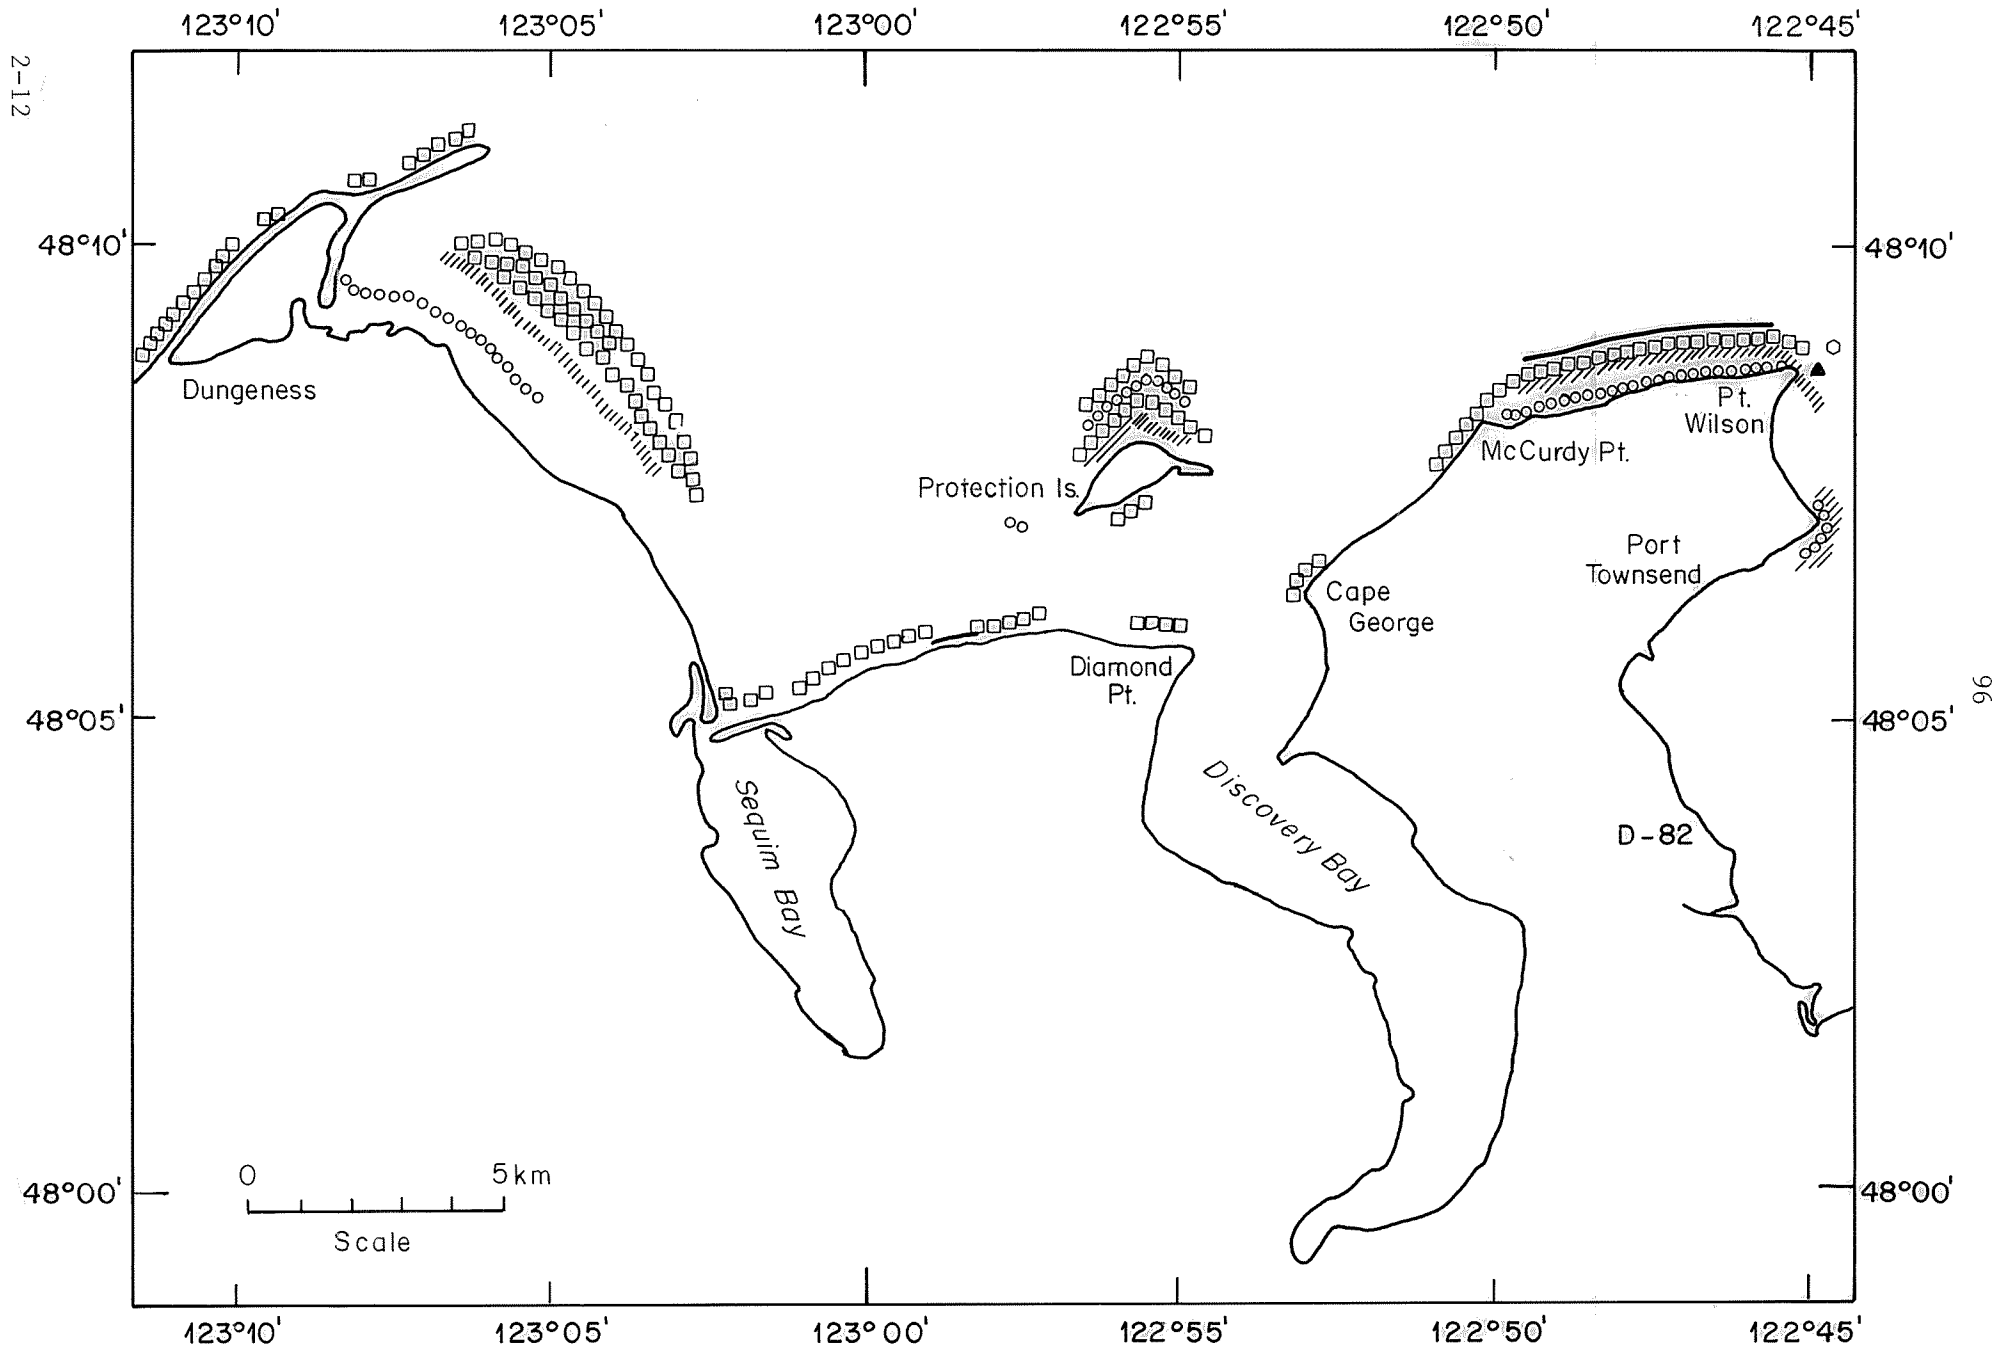 123°10' 123°05' 123°00' 122°55' 122°50' 122°45'
2-12
48°10' 48°10'
Dungeness
Pt.
Wilson
McCurdy Pt.
Protection Is.
Port
Townsend
Cape
George
Diamond
Pt.
96
48°05' 48°05'
Discovery Bay
Sequim Bay
D-82
0 5km
48°00' 48°00'
Scale
123°10' 123°05' 123°00' 122°55' 122°50' 122°45'